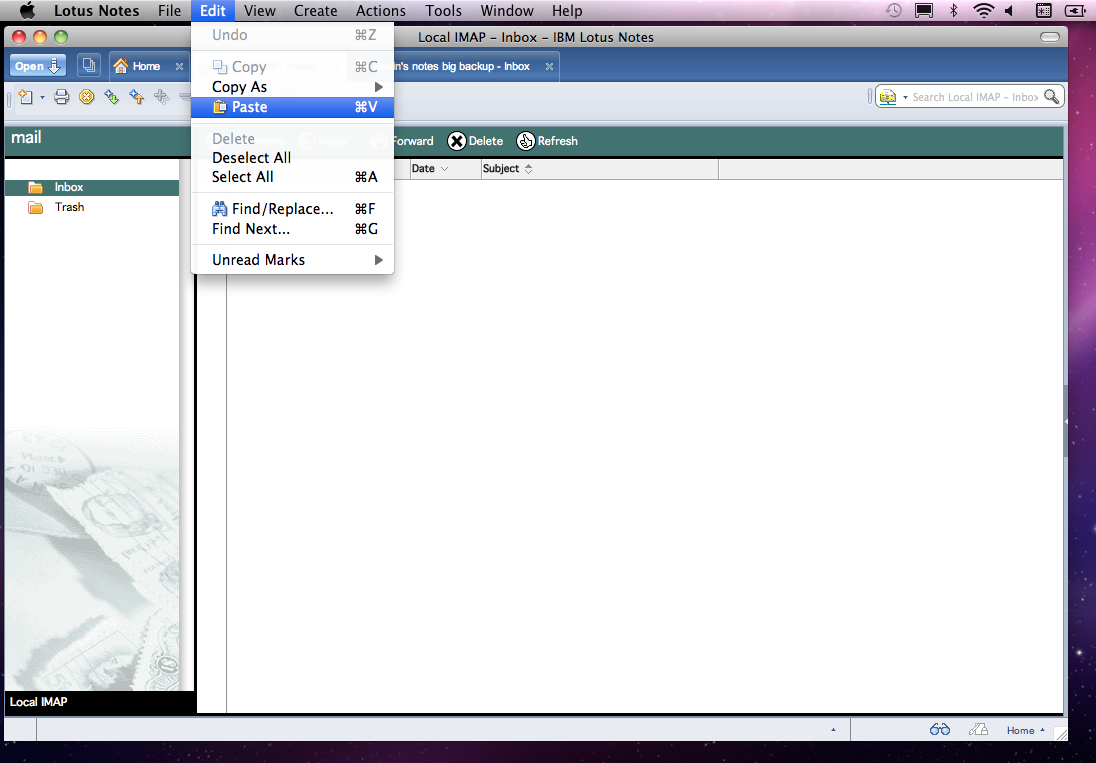 Lotus Notes File Edit View Create Actions Tools Window Help
Local IMAP – Inbox – IBM Lotus Notes
Open Home in's notes big backup - Inbox
Search Local IMAP – Inbox
Undo ⌘Z
Copy ⌘C
Copy As
Paste ⌘V
Delete
Deselect All
Select All ⌘A
Find/Replace... ⌘F
Find Next... ⌘G
Unread Marks
mail
Forward Delete Refresh
Date Subject
Inbox
Trash
Local IMAP
Home